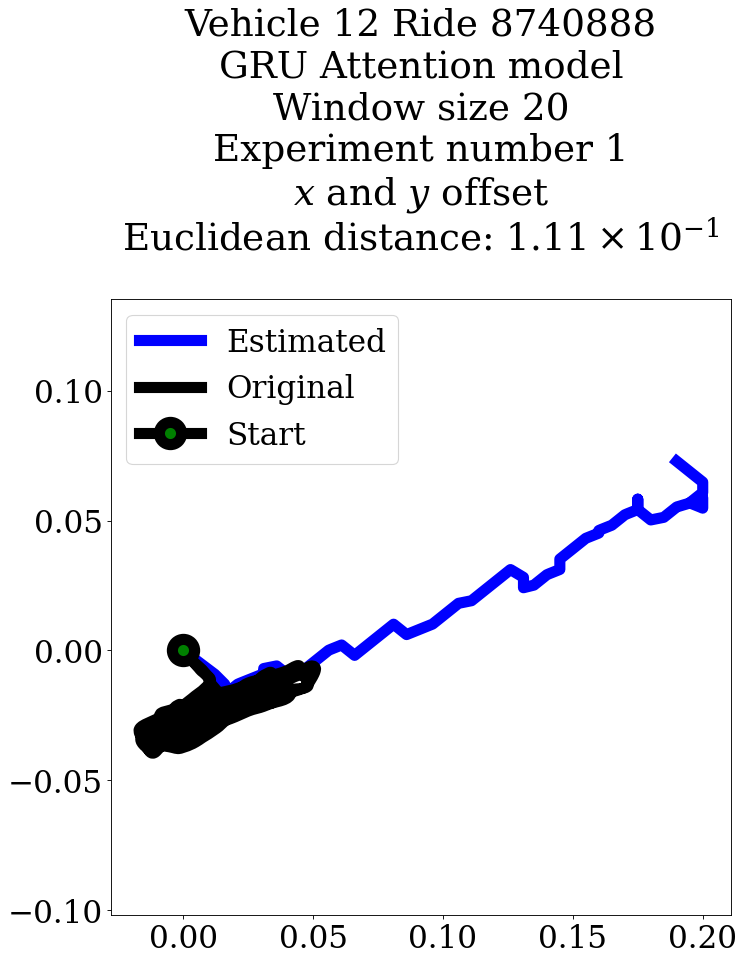 Vehicle 12 Ride 8740888
GRU Attention model
Window size 20
Experiment number 1
x and y offset
Euclidean distance: 1.11 × 10⁻¹
Estimated
Original
Start
0.10
0.05
0.00
−0.05
−0.10
0.00 0.05 0.10 0.15 0.20